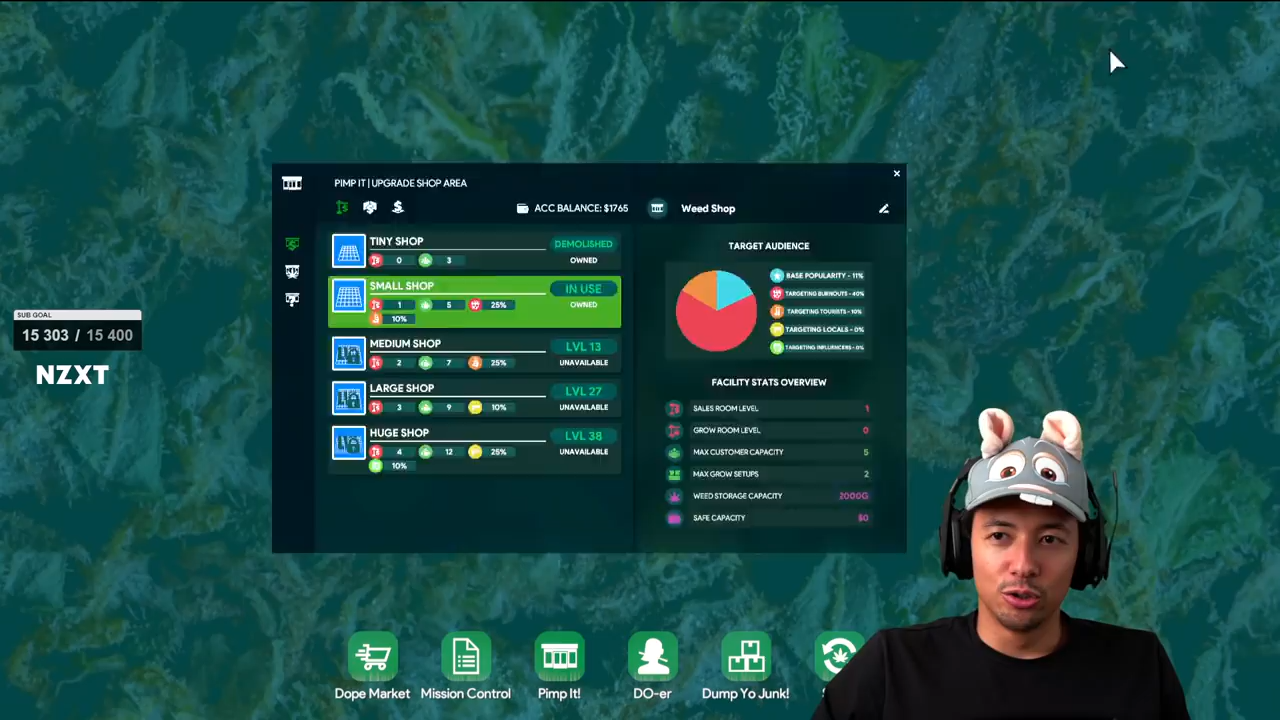 PIMP IT | UPGRADE SHOP AREA
ACC BALANCE: $1765
Weed Shop
TINY SHOP
DEMOLISHED
0
3
OWNED
SMALL SHOP
IN USE
1
5
25%
OWNED
10%
MEDIUM SHOP
LVL 13
2
7
25%
UNAVAILABLE
LARGE SHOP
LVL 27
3
9
10%
UNAVAILABLE
HUGE SHOP
LVL 38
4
12
25%
UNAVAILABLE
10%
TARGET AUDIENCE
BASE POPULARITY - 11%
TARGETING BURNOUTS - 40%
TARGETING TOURISTS - 10%
TARGETING LOCALS - 0%
TARGETING INFLUENCERS - 0%
FACILITY STATS OVERVIEW
SALES ROOM LEVEL 1
GROW ROOM LEVEL 0
MAX CUSTOMER CAPACITY 5
MAX GROW SETUPS 2
WEED STORAGE CAPACITY 2000G
SAFE CAPACITY $0
SUB GOAL
15 303 / 15 400
NZXT
Dope Market
Mission Control
Pimp It!
DO-er
Dump Yo Junk!